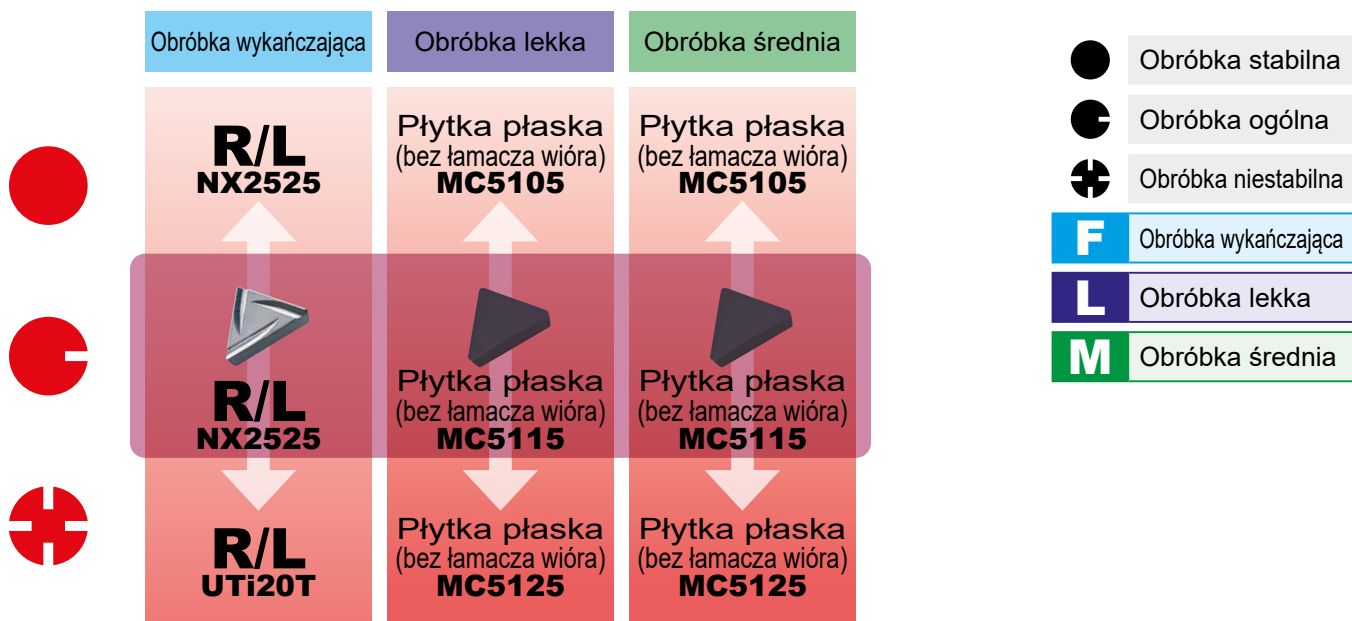 Obróbka wykańczająca
Obróbka lekka
Obróbka średnia
R/L
NX2525
Płytka płaska
(bez łamacza wióra)
MC5105
Płytka płaska
(bez łamacza wióra)
MC5105
R/L
NX2525
Płytka płaska
(bez łamacza wióra)
MC5115
Płytka płaska
(bez łamacza wióra)
MC5115
R/L
UTi20T
Płytka płaska
(bez łamacza wióra)
MC5125
Płytka płaska
(bez łamacza wióra)
MC5125
Obróbka stabilna
Obróbka ogólna
Obróbka niestabilna
F Obróbka wykańczająca
L Obróbka lekka
M Obróbka średnia